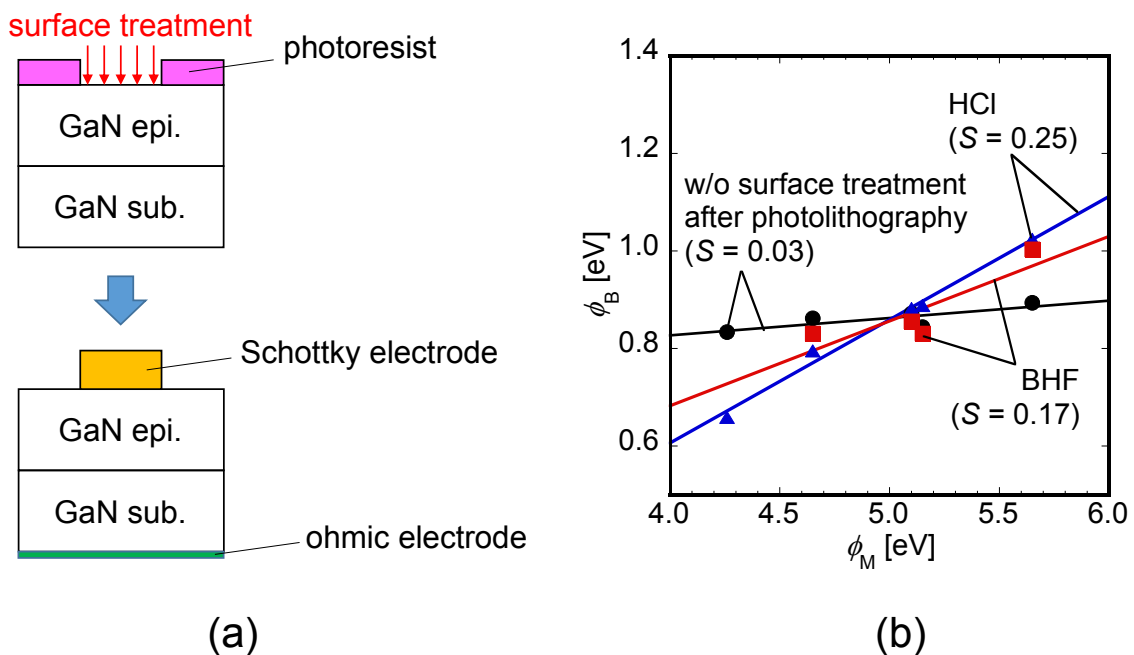 surface treatment
photoresist
GaN epi.
GaN sub.
Schottky electrode
GaN epi.
GaN sub.
ohmic electrode
(a)
1.4
1.2
1.0
0.8
0.6
ϕB [eV]
HCl
(S = 0.25)
w/o surface treatment
after photolithography
(S = 0.03)
BHF
(S = 0.17)
4.0 4.5 5.0 5.5 6.0
ϕM [eV]
(b)